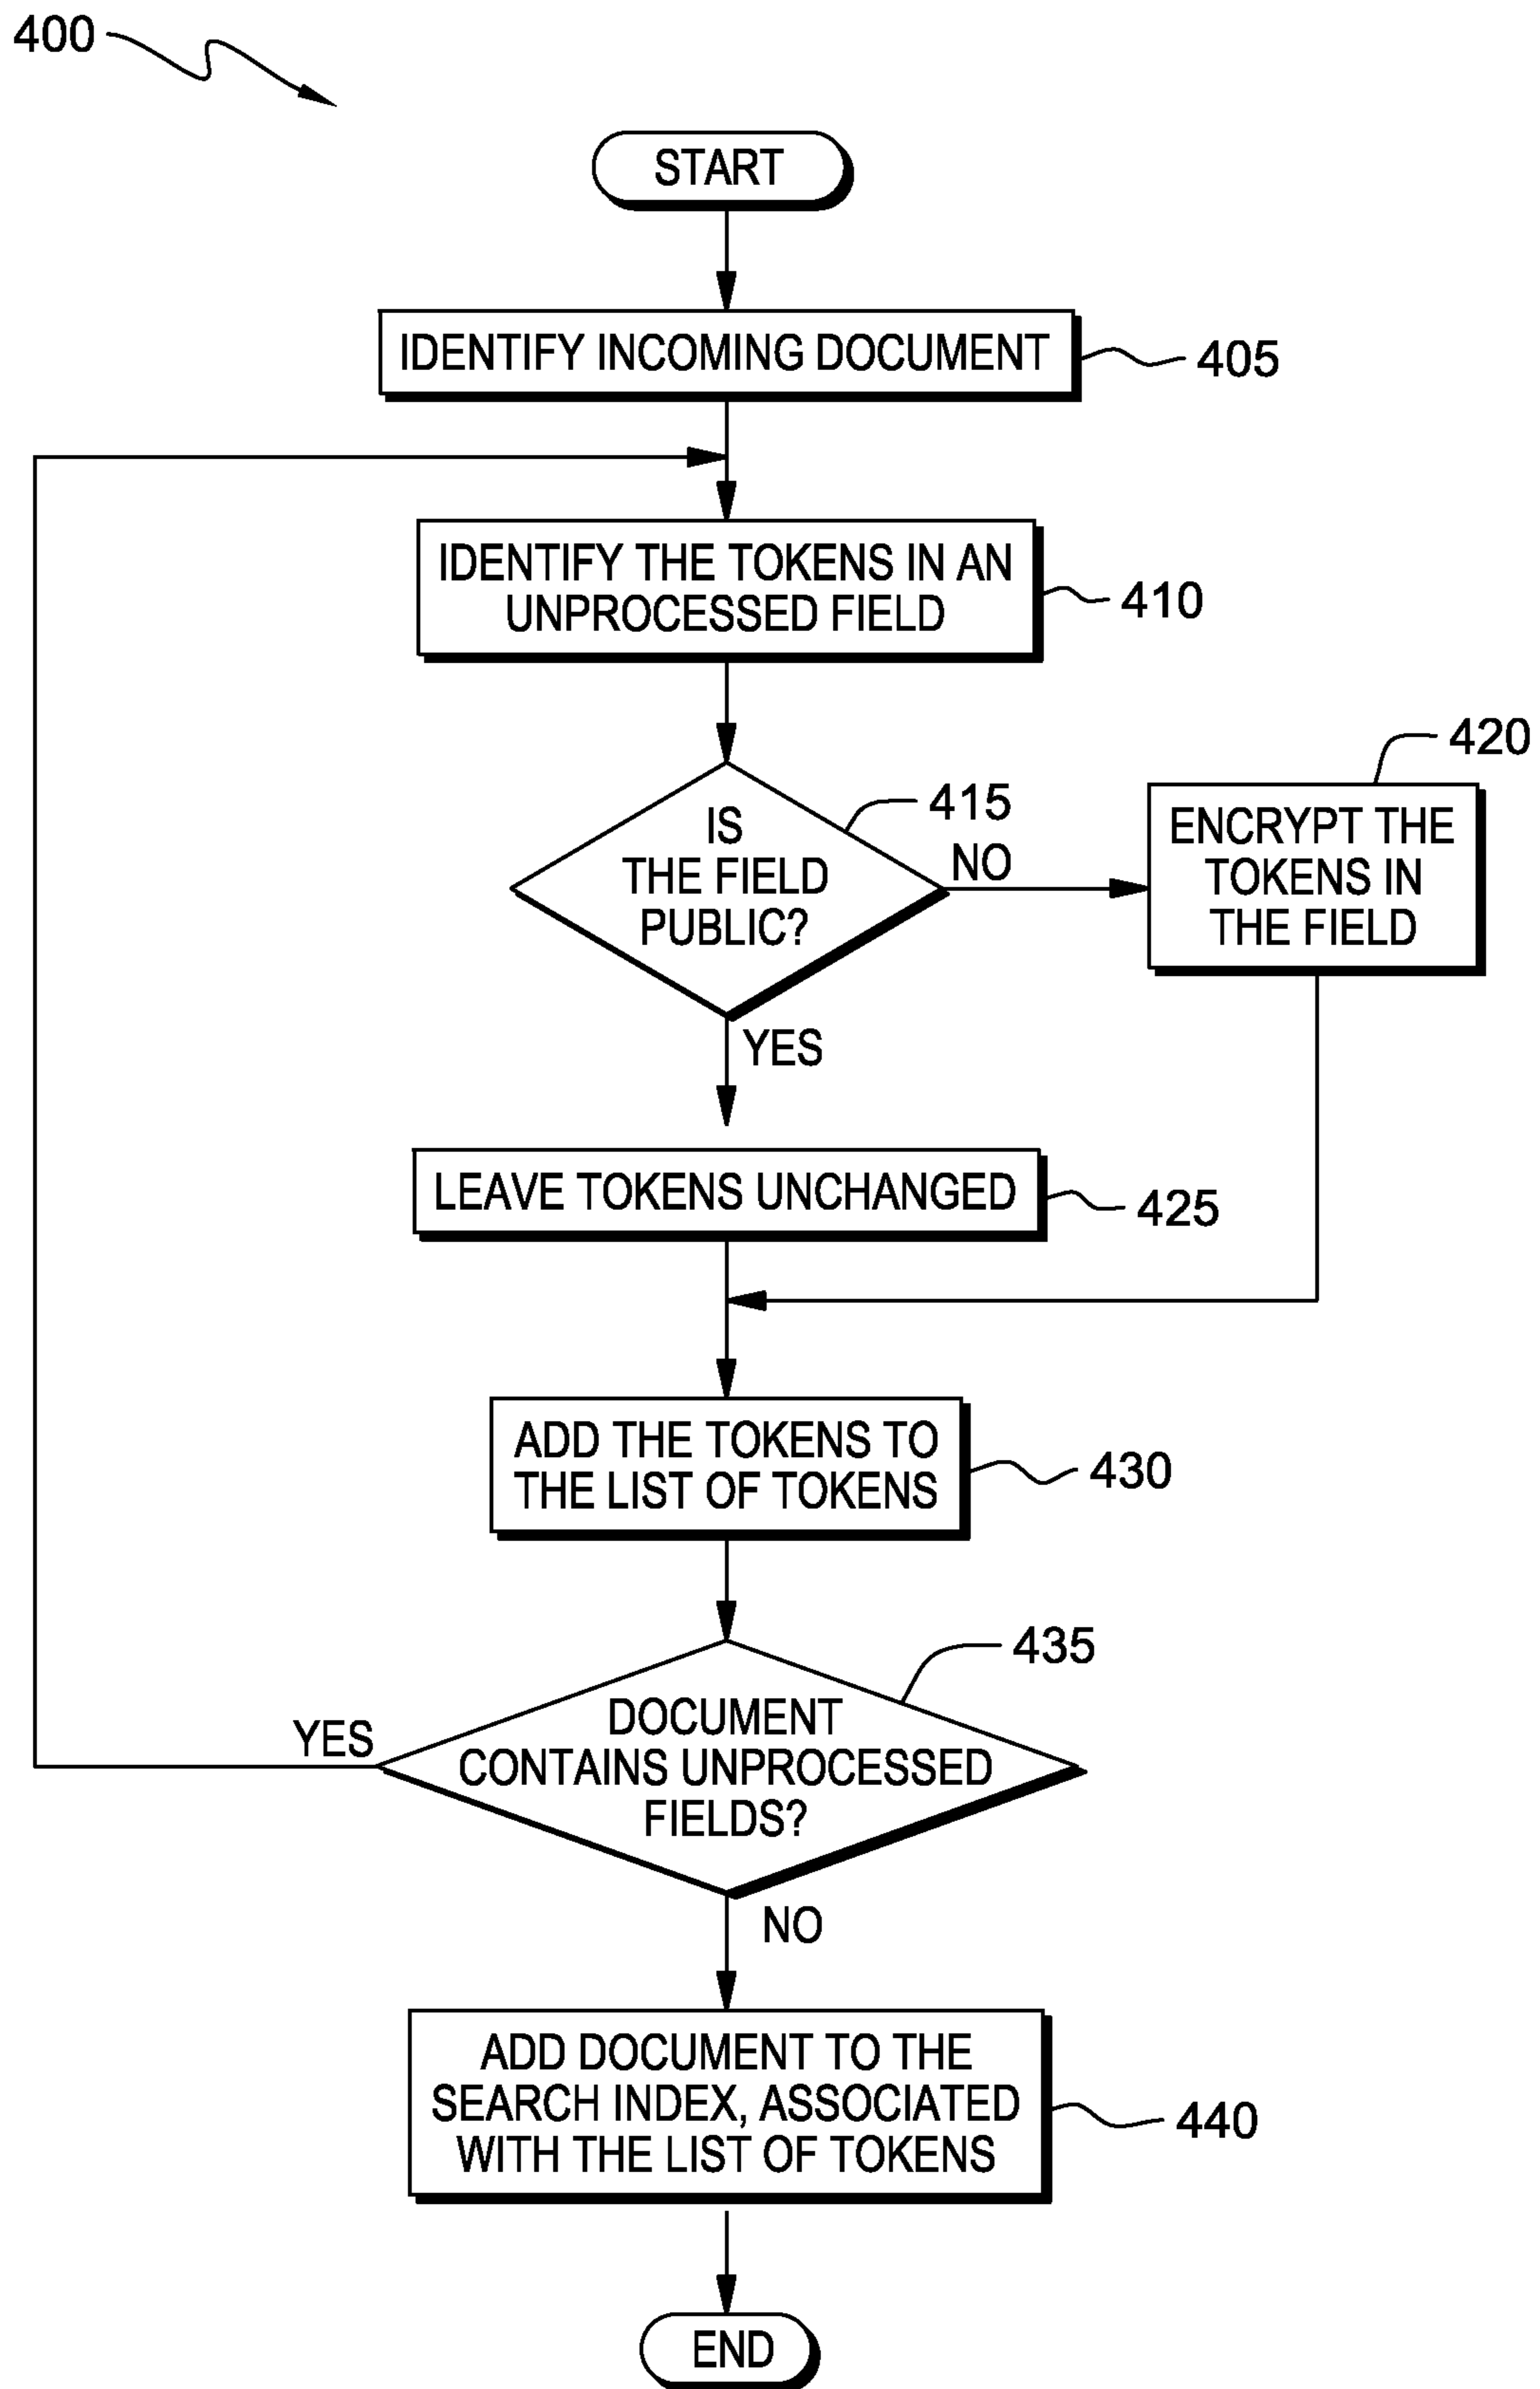 400
START
IDENTIFY INCOMING DOCUMENT
405
IDENTIFY THE TOKENS IN AN
UNPROCESSED FIELD
410
IS
THE FIELD
PUBLIC?
415
NO
420
ENCRYPT THE
TOKENS IN
THE FIELD
YES
LEAVE TOKENS UNCHANGED
425
ADD THE TOKENS TO
THE LIST OF TOKENS
430
435
DOCUMENT
CONTAINS UNPROCESSED
FIELDS?
YES
NO
ADD DOCUMENT TO THE
SEARCH INDEX, ASSOCIATED
WITH THE LIST OF TOKENS
440
END